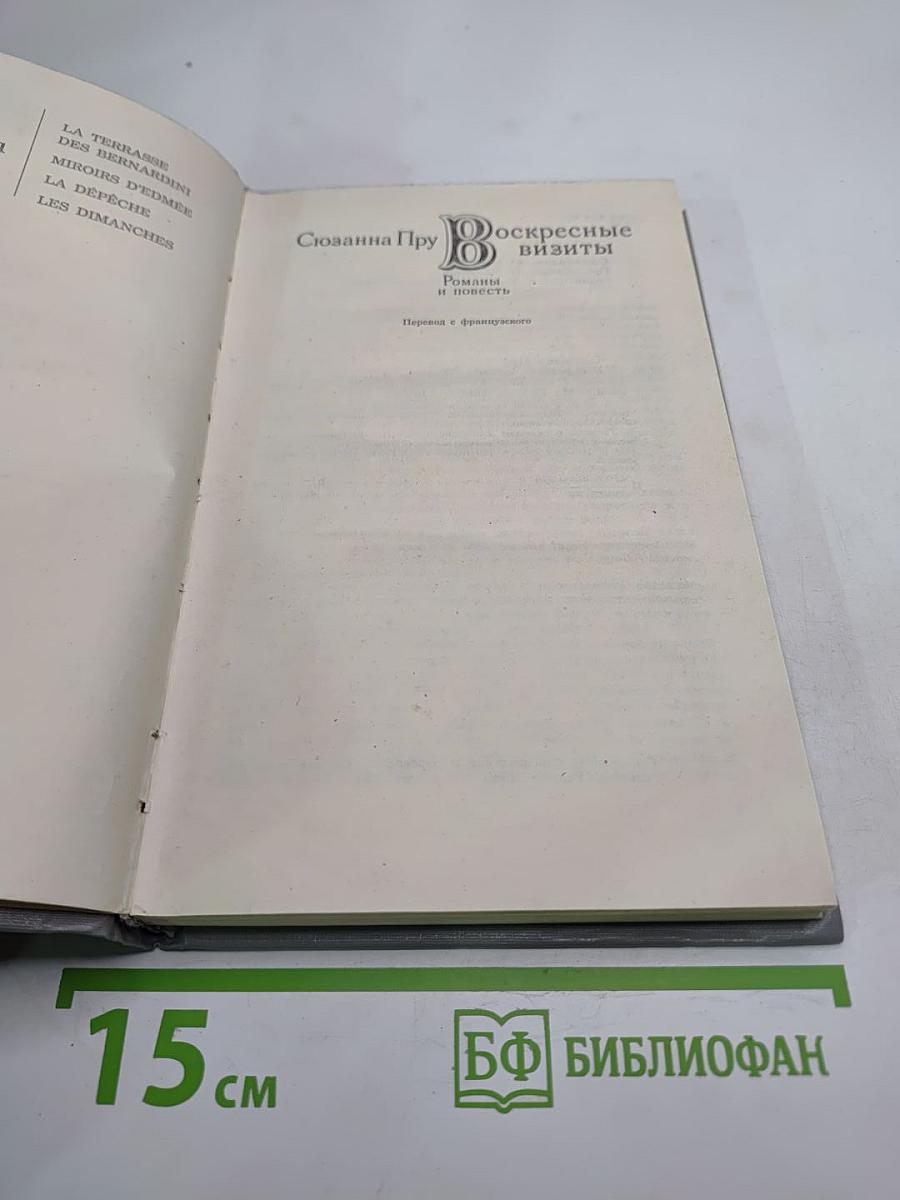 LA TERRASSE
DES BERNARDINI
MIROIRS D'EDMÉE
LA DÉPÊCHE
LES DIMANCHES
Сюзанна Пру Воскресные
визиты
Романы
и повесть
Перевод с французского
15 см
БФ БИБЛИОФАН